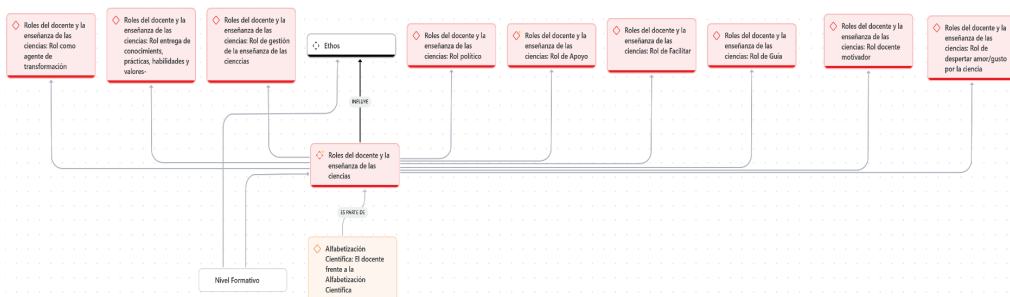 Roles del docente y la
enseñanza de las
ciencias: Rol como
agente de
transformación
Roles del docente y la
enseñanza de las
ciencias: Rol entrega de
conocimients,
prácticas, habilidades y
valores-
Roles del docente y la
enseñanza de las
ciencias: Rol de gestión
de la enseñanza de las
cienccias
Ethos
Roles del docente y la
enseñanza de las
ciencias: Rol político
Roles del docente y la
enseñanza de las
ciencias: Rol de Apoyo
Roles del docente y la
enseñanza de las
ciencias: Rol de Facilitar
Roles del docente y la
enseñanza de las
ciencias: Rol de Guía
Roles del docente y la
enseñanza de las
ciencias: Rol docente
motivador
Roles del docente y la
enseñanza de las
ciencias: Rol de
despertar amor/gusto
por la ciencia
INFLUYE
Roles del docente y la
enseñanza de las
ciencias
ES PARTE DE
Alfabetización
Científica: El docente
frente a la
Alfabetización
Científica
Nivel Formativo